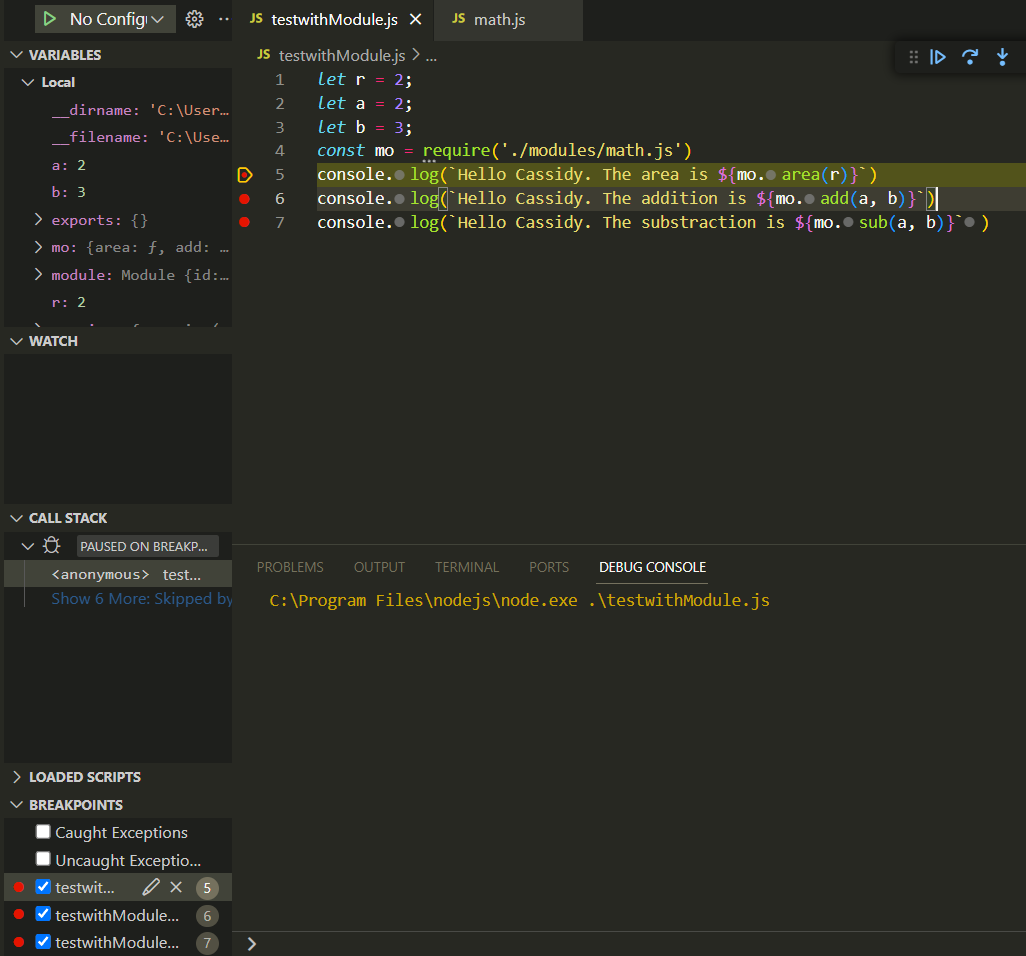 No Config
VARIABLES
Local
__dirname: 'C:\User…
__filename: 'C:\Use…
a: 2
b: 3
exports: {}
mo: {area: ƒ, add: …
module: Module {id:…
r: 2
WATCH
CALL STACK
PAUSED ON BREAKP…
<anonymous> test...
Show 6 More: Skipped by
LOADED SCRIPTS
BREAKPOINTS
Caught Exceptions
Uncaught Exceptio...
testwit... 5
testwithModule... 6
testwithModule... 7
JS testwithModule.js
JS math.js
JS testwithModule.js > ...
1 let r = 2;
2 let a = 2;
3 let b = 3;
4 const mo = require('./modules/math.js')
5 console.log(`Hello Cassidy. The area is ${mo.area(r)}`)
6 console.log(`Hello Cassidy. The addition is ${mo.add(a, b)}`)
7 console.log(`Hello Cassidy. The substraction is ${mo.sub(a, b)}`)
PROBLEMS OUTPUT TERMINAL PORTS DEBUG CONSOLE
C:\Program Files\nodejs\node.exe .\testwithModule.js